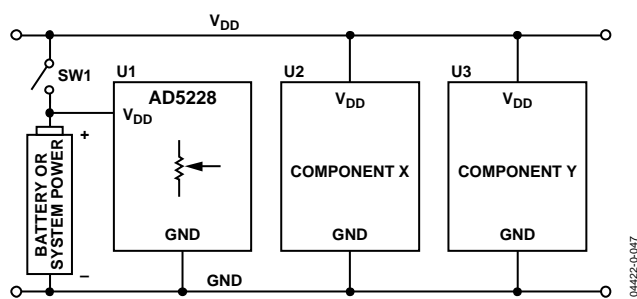 VDD
SW1
U1
AD5228
VDD
GND
U2
VDD
COMPONENT X
GND
U3
VDD
COMPONENT Y
GND
+
BATTERY OR
SYSTEM POWER
–
GND
04422-0-047